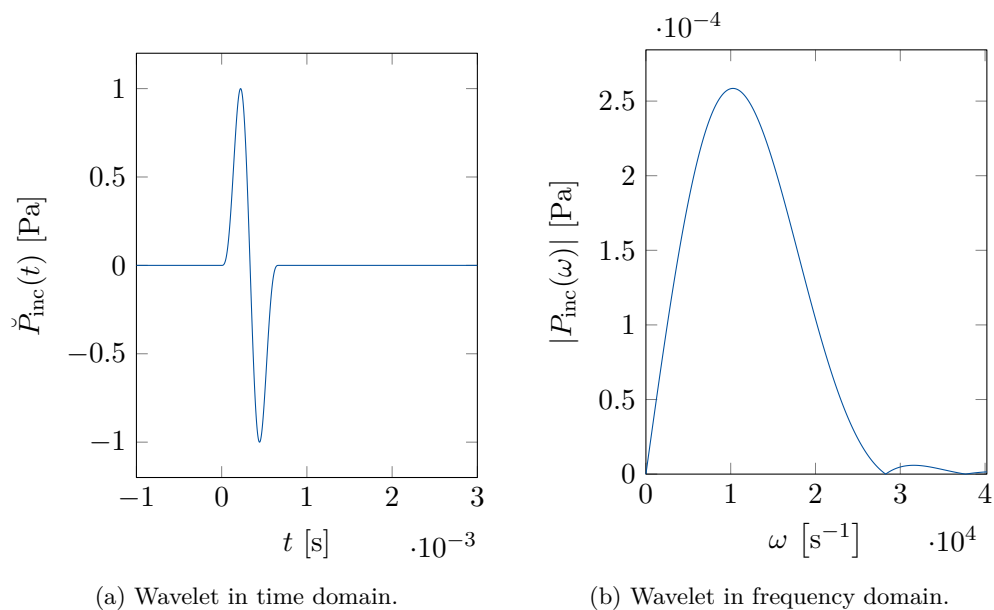 1
0.5
0
−0.5
−1
P̆inc(t) [Pa]
−1 0 1 2 3
t [s] ·10−3
(a) Wavelet in time domain.
·10−4
2.5
2
1.5
1
0.5
0
|Pinc(ω)| [Pa]
0 1 2 3 4
ω [s−1] ·104
(b) Wavelet in frequency domain.